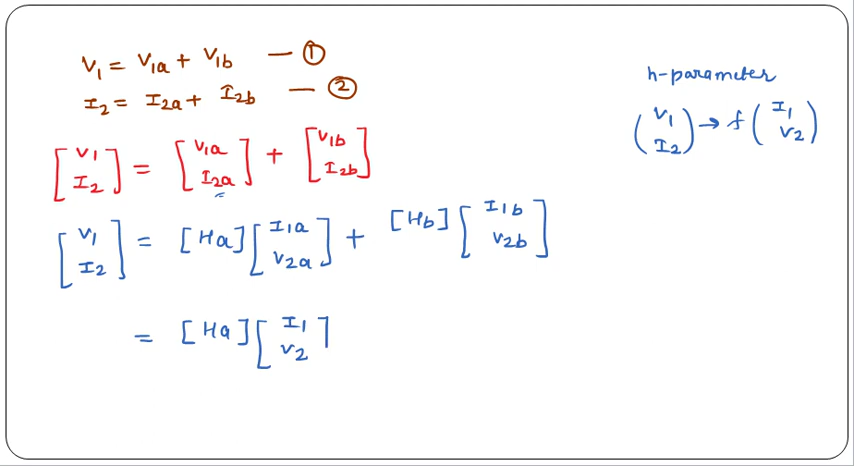 V₁ = V₁a + V₁b — ①
I₂ = I₂a + I₂b — ②
h-parameter
(V₁ I₂) → f (I₁ V₂)
[V₁ I₂] = [V₁a I₂a] + [V₁b I₂b]
[V₁ I₂] = [Ha] [I₁a V₂a] + [Hb] [I₁b V₂b]
= [Ha] [I₁ V₂]